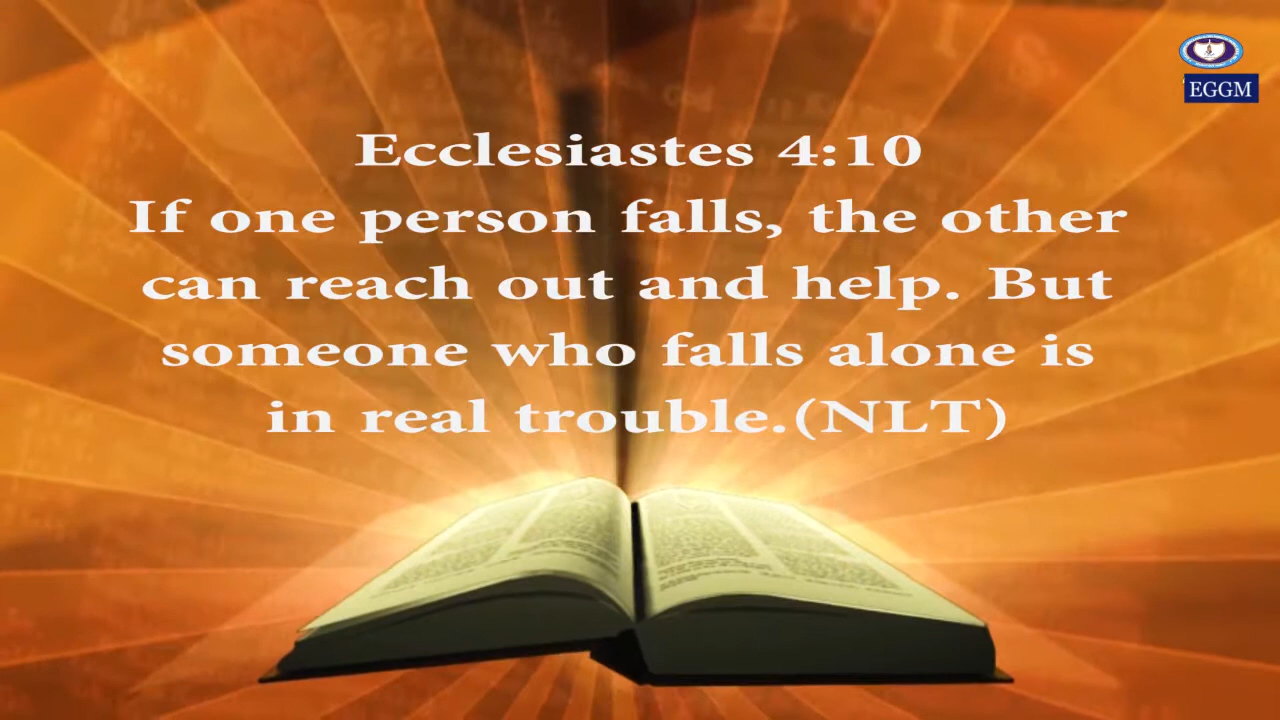 EGGM
Ecclesiastes 4:10
If one person falls, the other
can reach out and help. But
someone who falls alone is
in real trouble.(NLT)